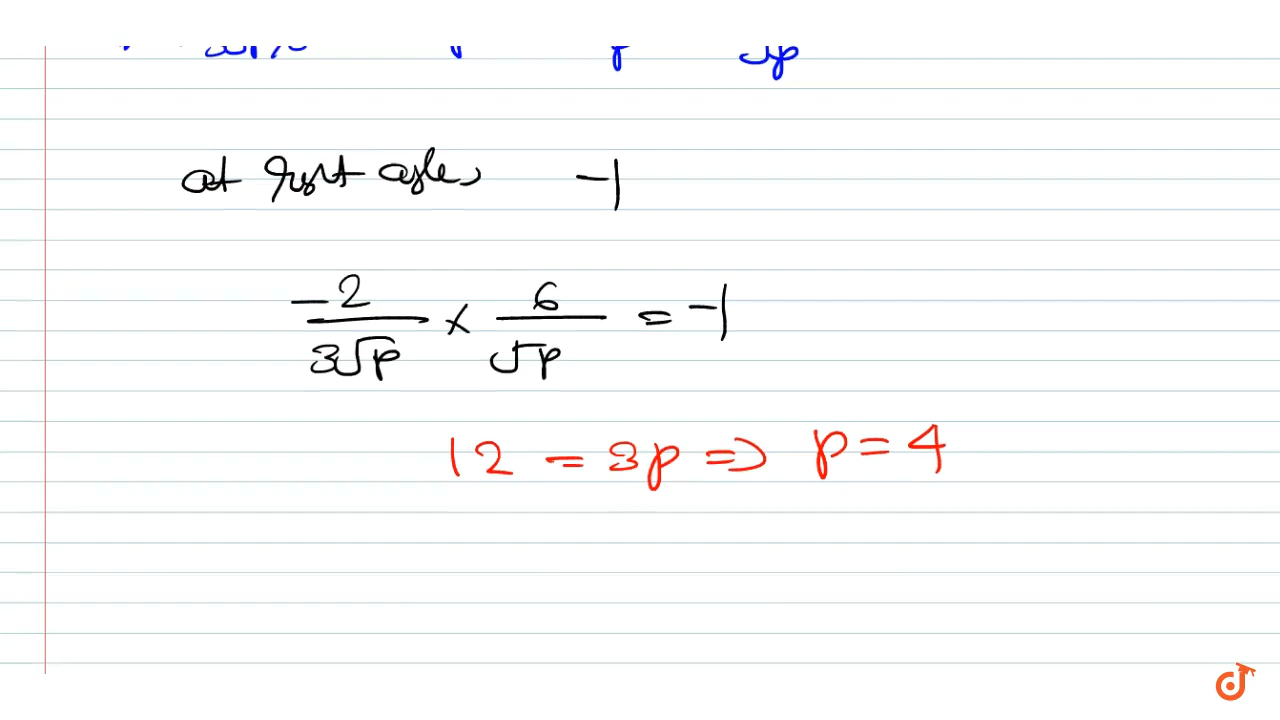 at right angles -1
-2/3√p × 6/√p = -1
12 = 3p ⇒ p = 4